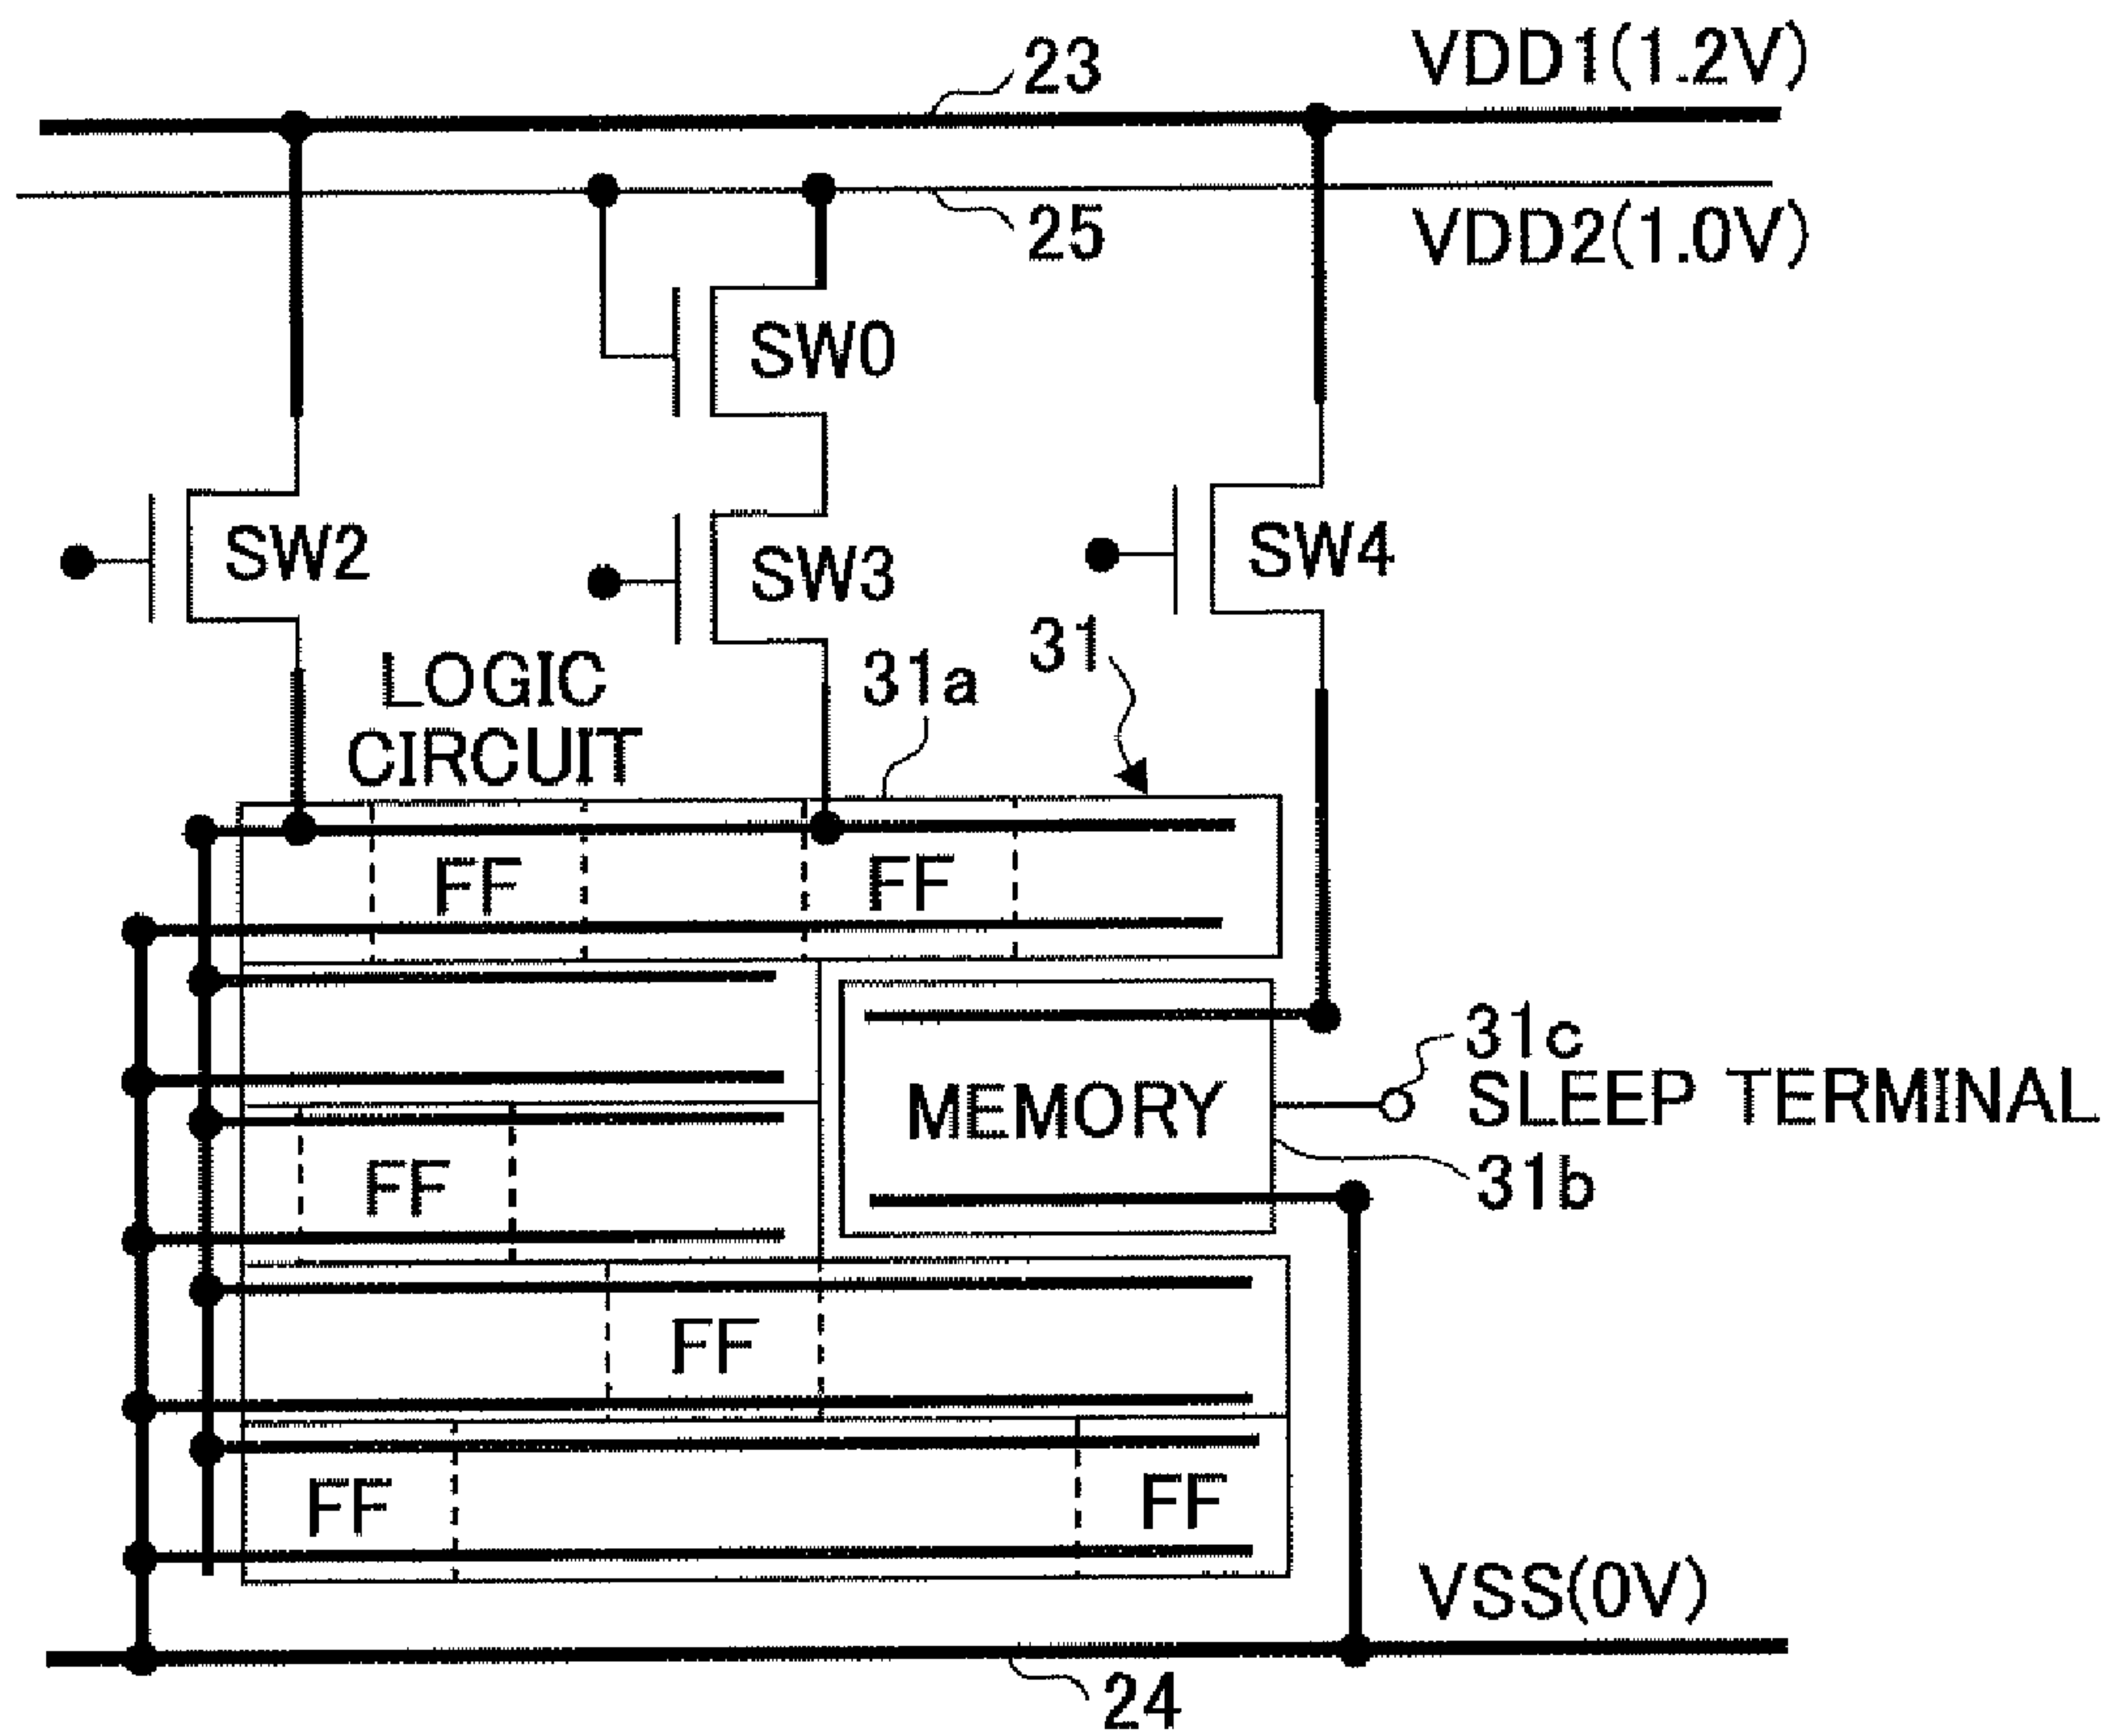 23
VDD1(1.2V)
25
VDD2(1.0V)
SW0
SW2
SW3
SW4
LOGIC
CIRCUIT
31a
31
FF
FF
31c
SLEEP TERMINAL
MEMORY
31b
FF
FF
FF
FF
VSS(0V)
24